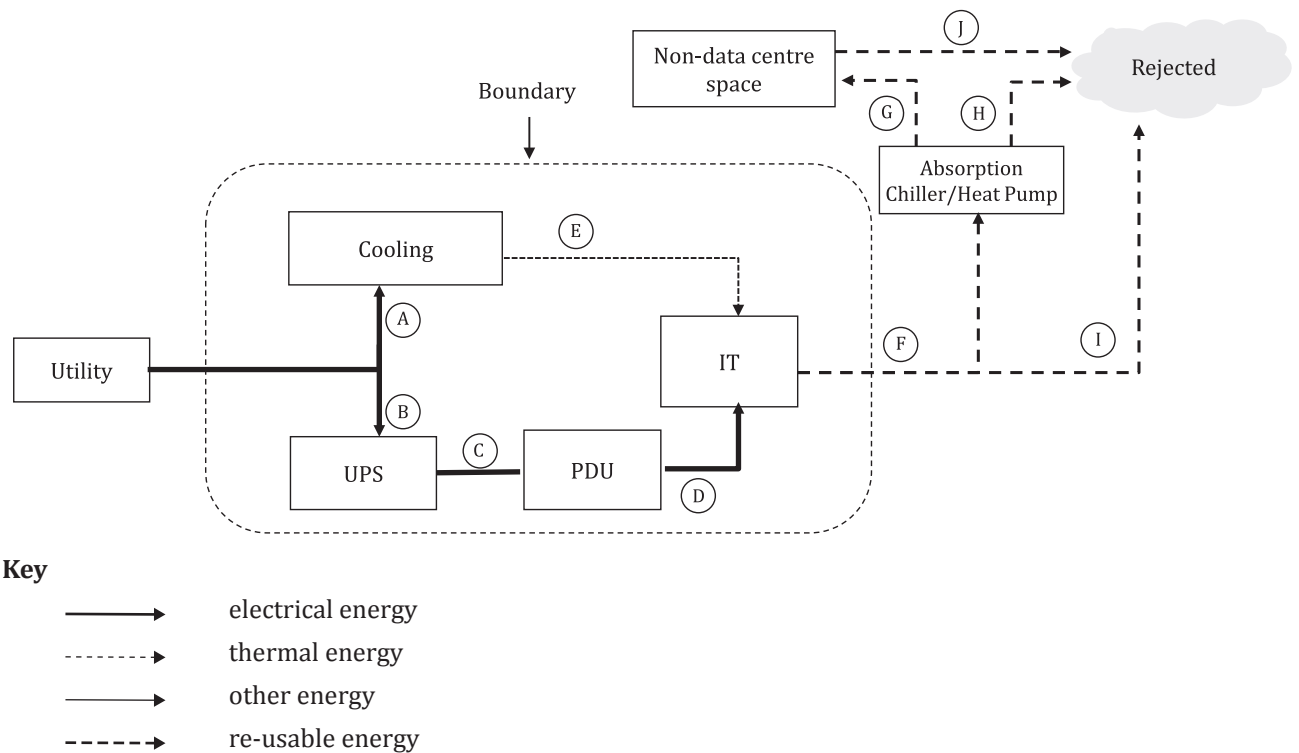 J
Non-data centre
space
Rejected
Boundary
G
H
Absorption
Chiller/Heat Pump
E
Cooling
A
Utility
IT
F
I
B
C
UPS
PDU
D
Key
electrical energy
thermal energy
other energy
re-usable energy